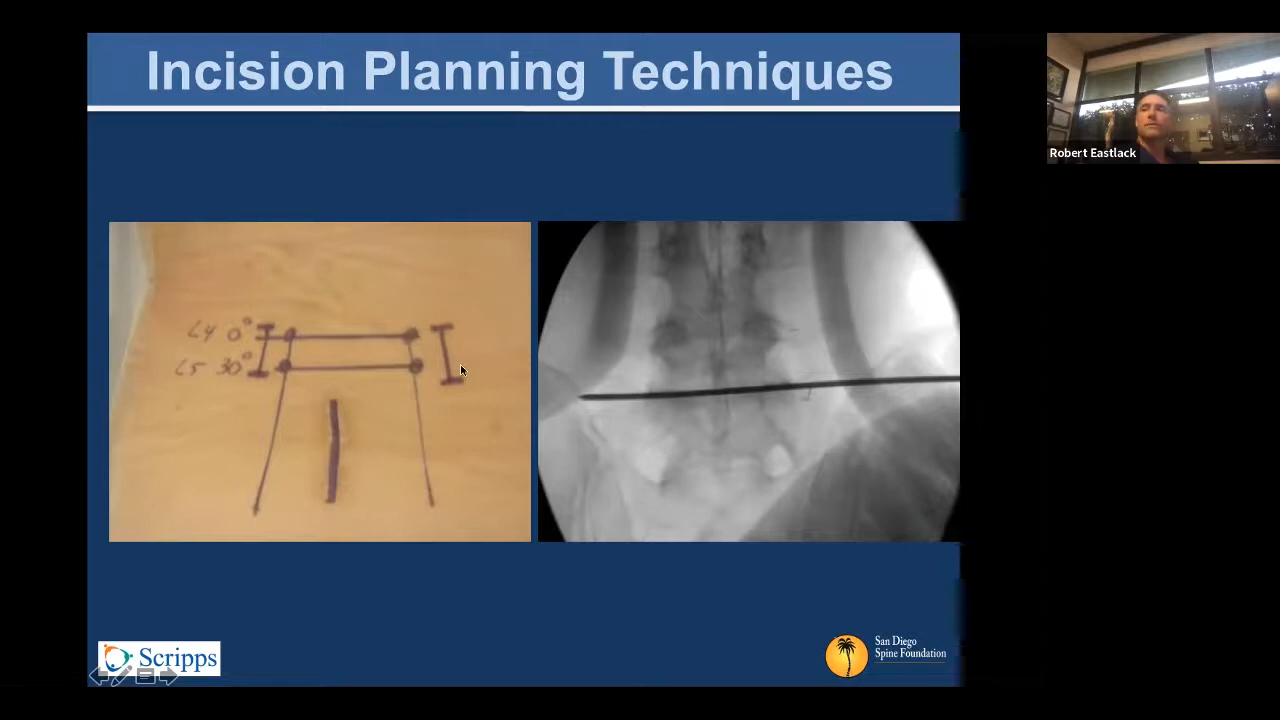 Incision Planning Techniques
Robert Eastlack
L4 0°
L5 30°
Scripps
San Diego
Spine Foundation